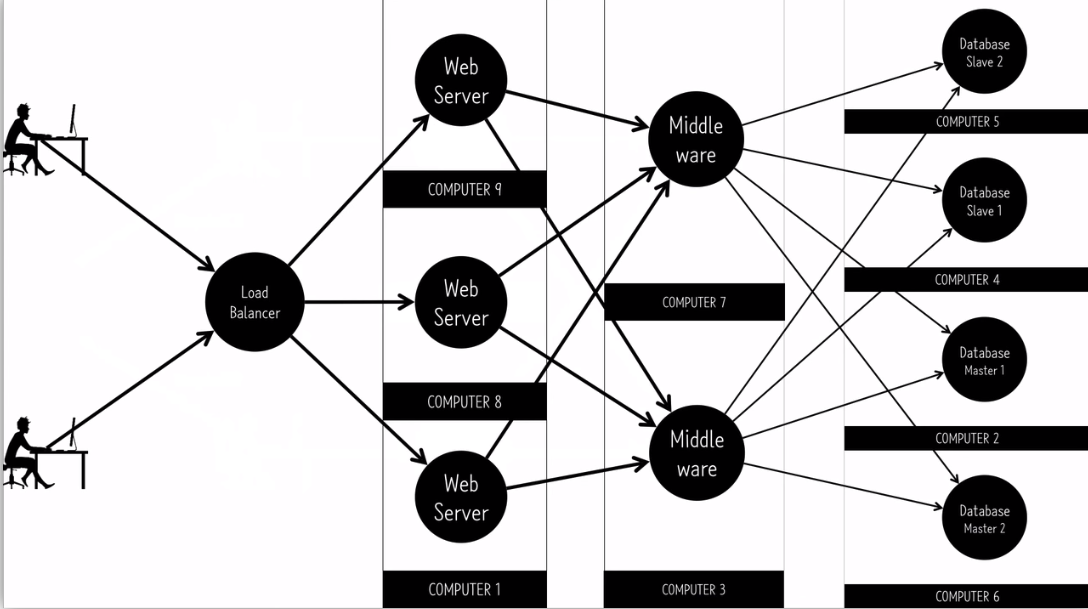 Load
Balancer
Web
Server
COMPUTER 9
Web
Server
COMPUTER 8
Web
Server
COMPUTER 1
Middle
ware
COMPUTER 7
Middle
ware
COMPUTER 3
Database
Slave 2
COMPUTER 5
Database
Slave 1
COMPUTER 4
Database
Master 1
COMPUTER 2
Database
Master 2
COMPUTER 6